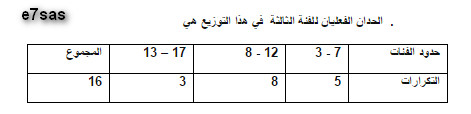 e7sas
. الحدان الفعليان للفئة الثالثة في هذا التوزيع هي
حدود الفئات 3 - 7 8 - 12 13 – 17 المجموع
التكرارات 5 8 3 16